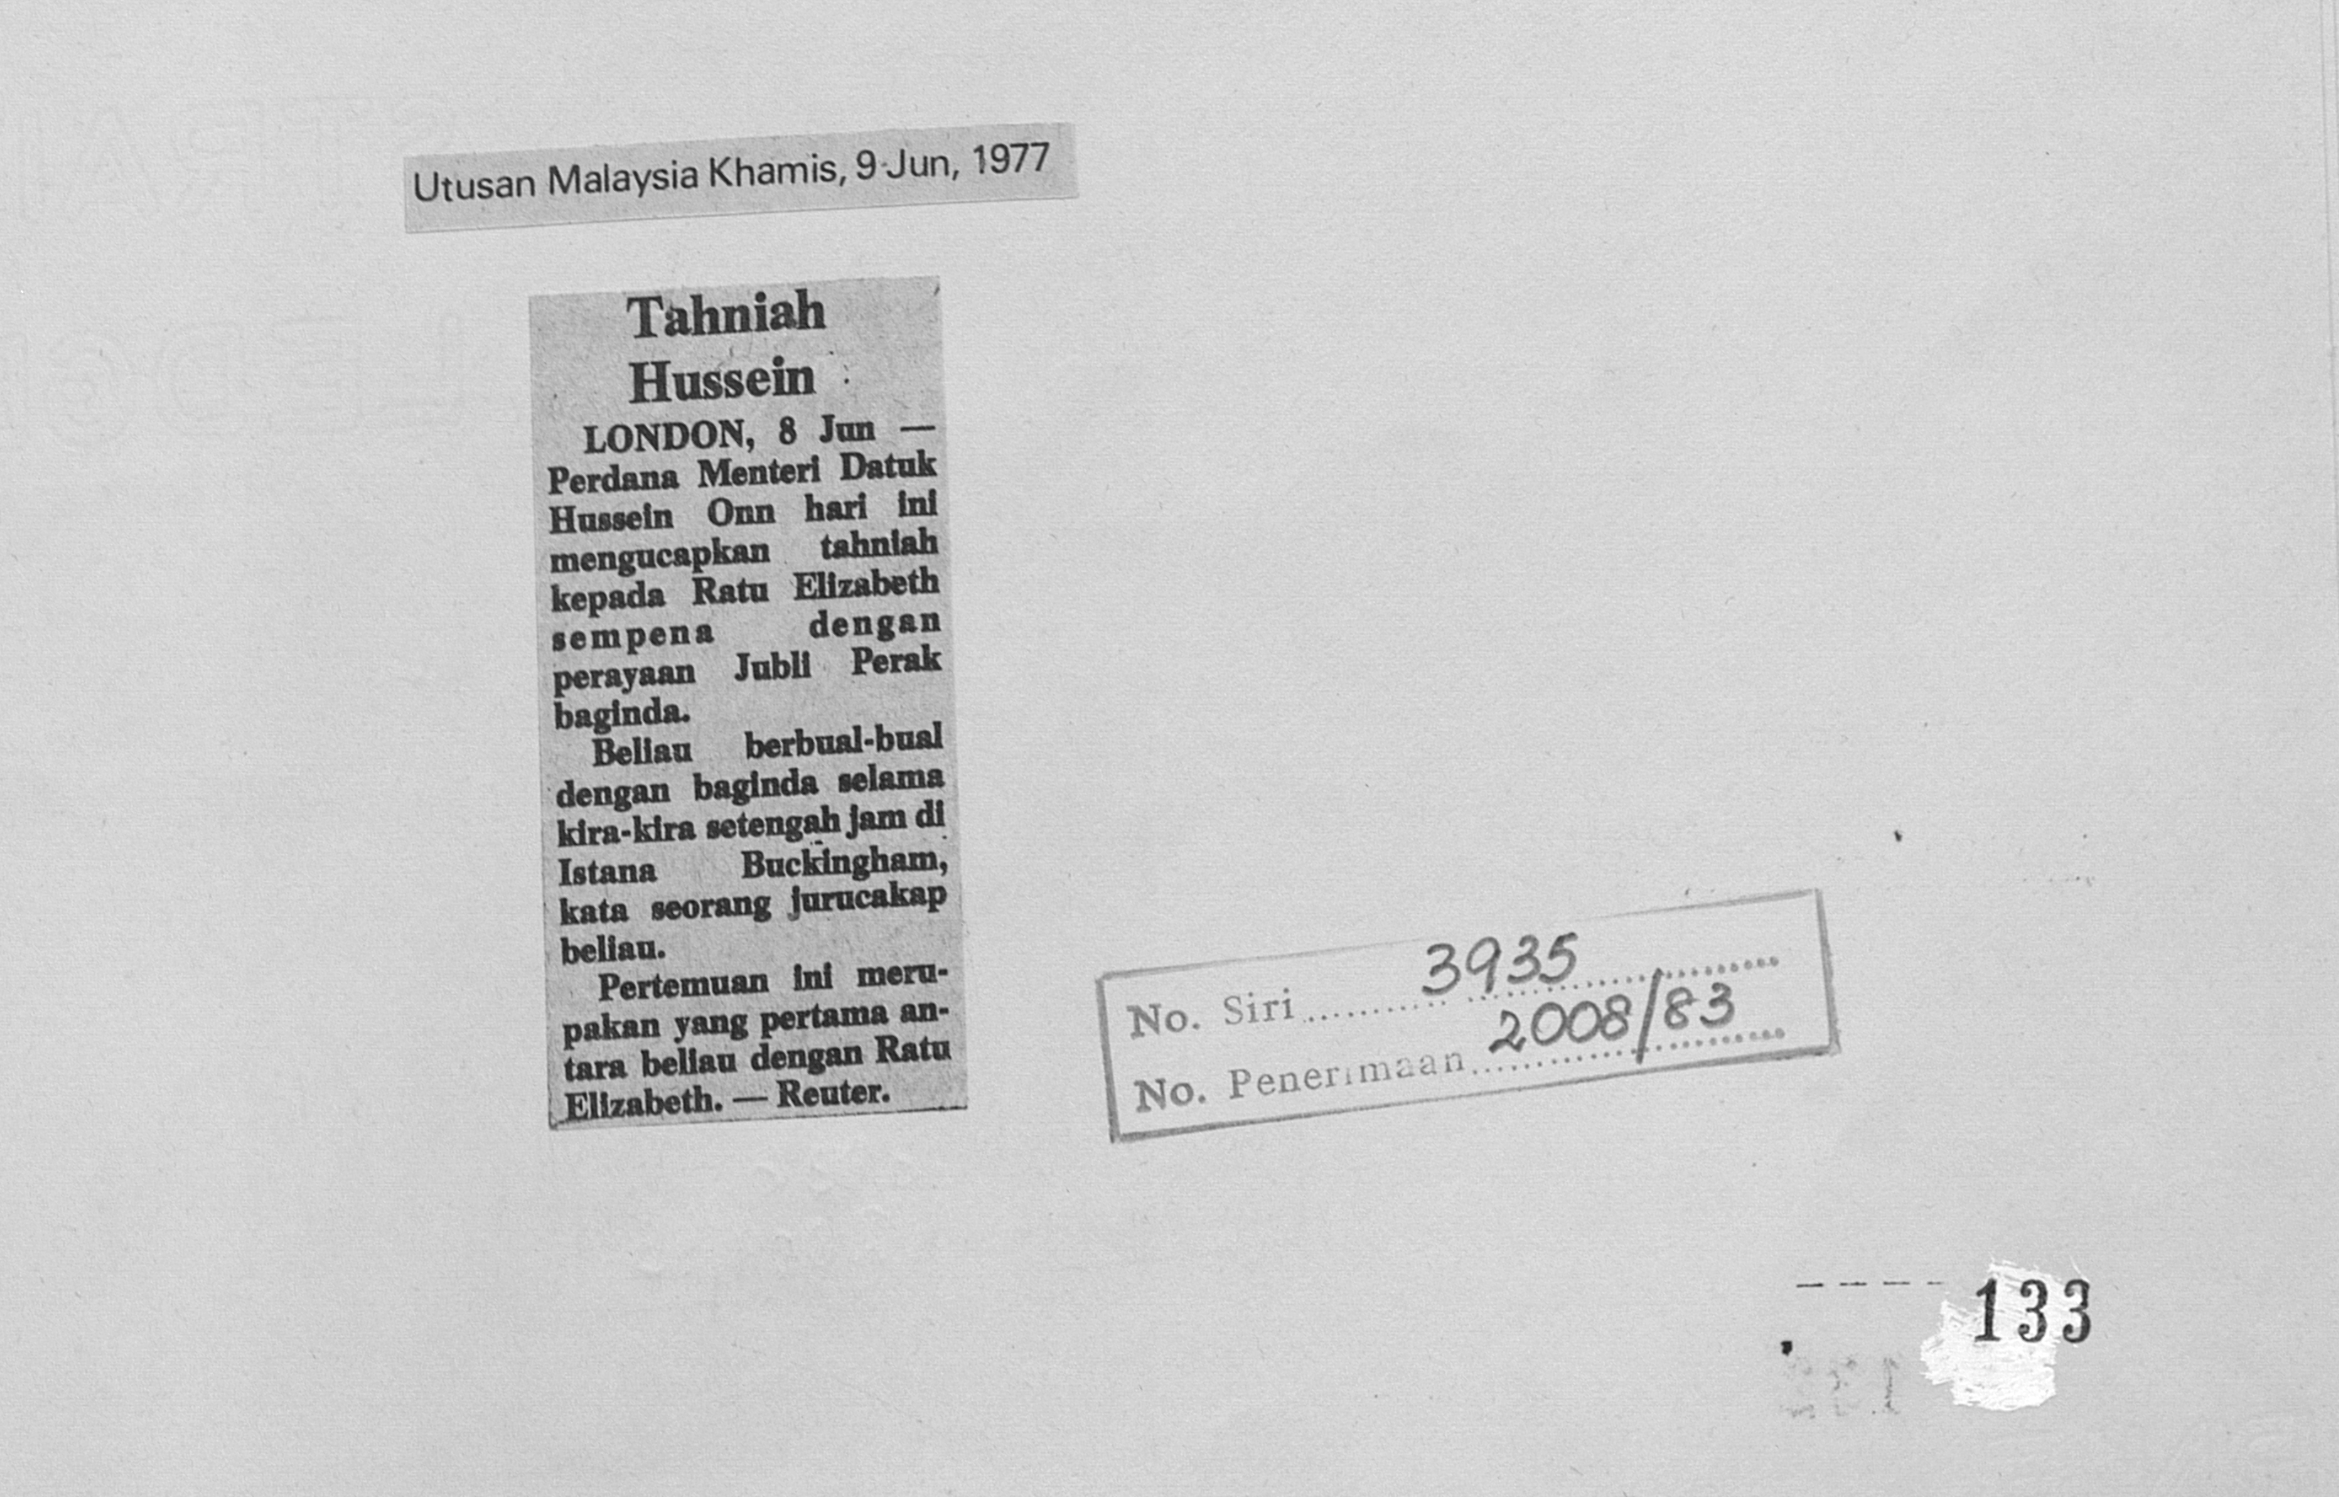 Utusan Malaysia Khamis, 9 Jun, 1977
Tahniah
Hussein
LONDON, 8 Jun —
Perdana Menteri Datuk
Hussein Onn hari ini
mengucapkan tahniah
kepada Ratu Elizabeth
sempena dengan
perayaan Jubli Perak
baginda.
Beliau berbual-bual
dengan baginda selama
kira-kira setengah jam di
Istana Buckingham,
kata seorang jurucakap
beliau.
Pertemuan ini meru-
pakan yang pertama an-
tara beliau dengan Ratu
Elizabeth. — Reuter.
No. Siri 3935
No. Penerimaan 2008/83
133